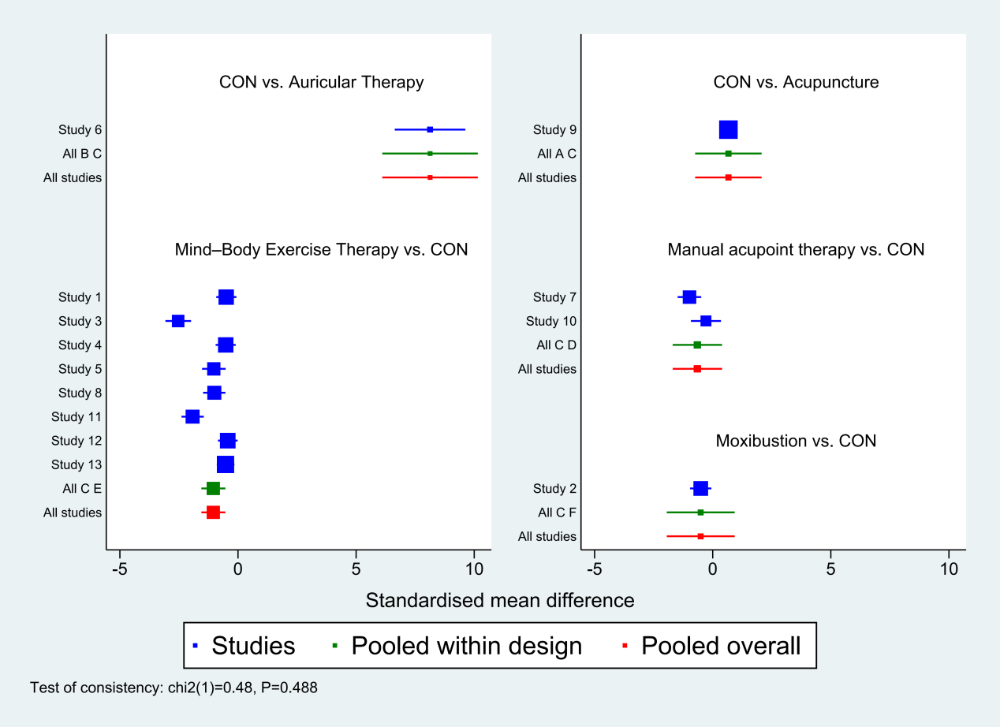 CON vs. Auricular Therapy
Study 6
All B C
All studies
Mind–Body Exercise Therapy vs. CON
Study 1
Study 3
Study 4
Study 5
Study 8
Study 11
Study 12
Study 13
All C E
All studies
-5 0 5 10
CON vs. Acupuncture
Study 9
All A C
All studies
Manual acupoint therapy vs. CON
Study 7
Study 10
All C D
All studies
Moxibustion vs. CON
Study 2
All C F
All studies
-5 0 5 10
Standardised mean difference
Studies Pooled within design Pooled overall
Test of consistency: chi2(1)=0.48, P=0.488